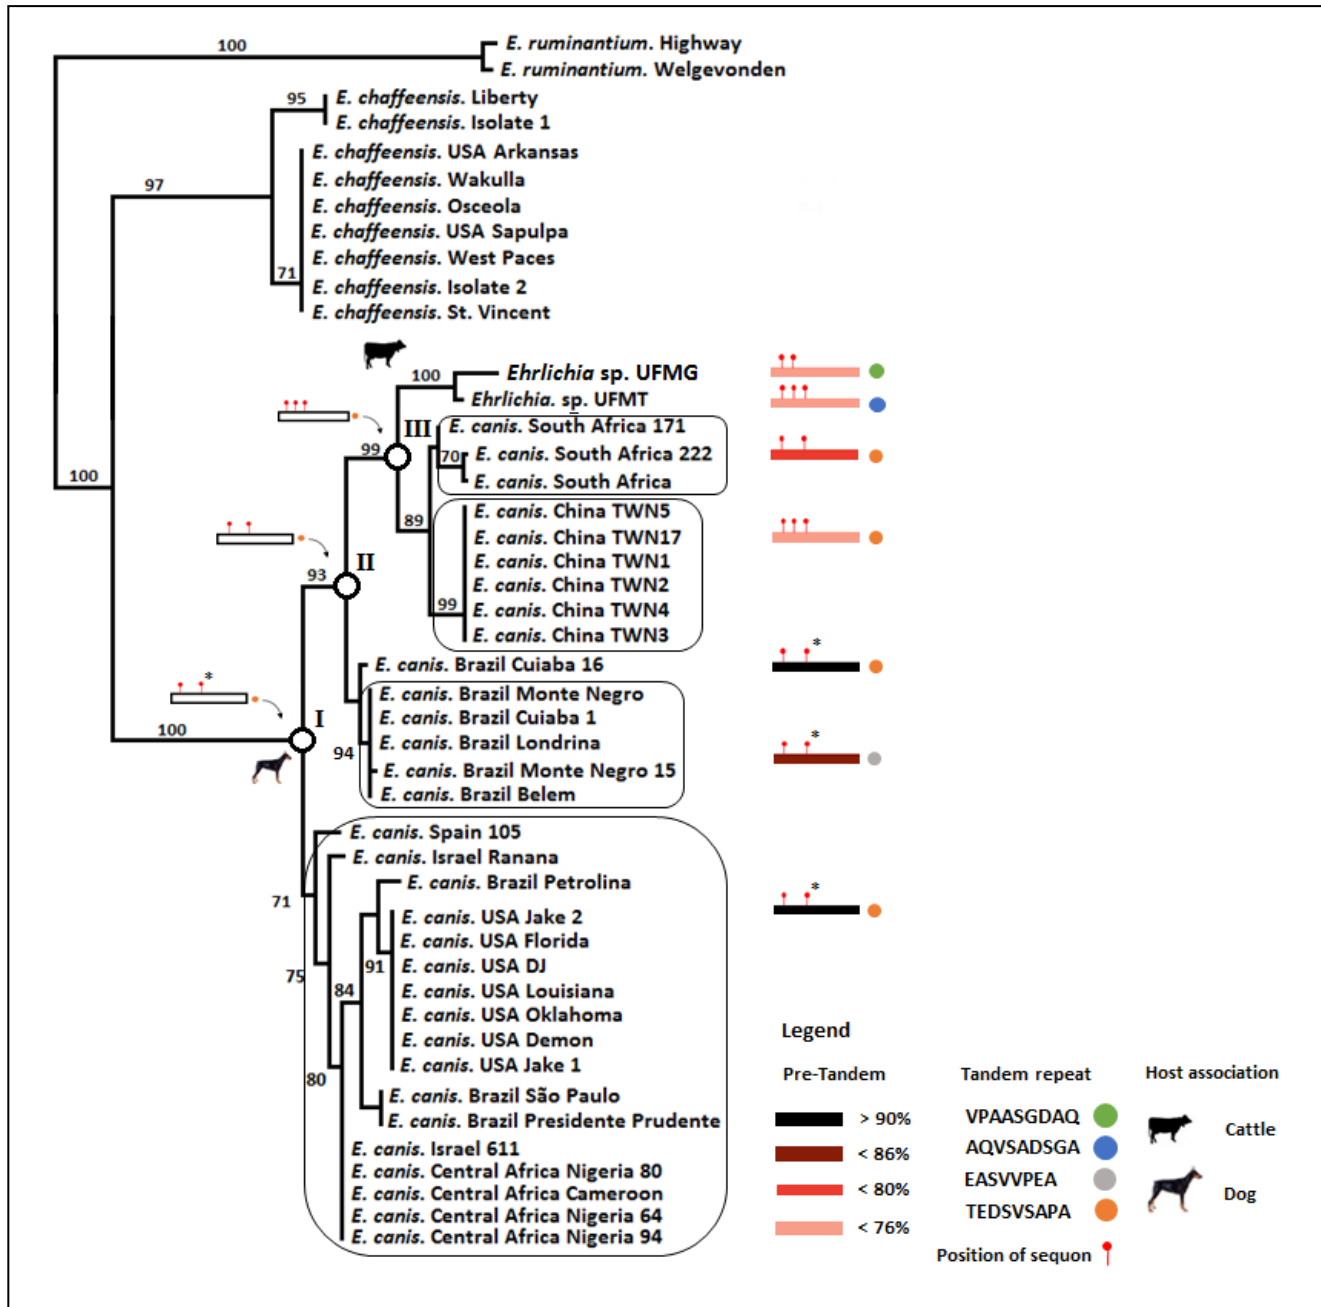 100
E. ruminantium. Highway
E. ruminantium. Welgevonden
95
E. chaffeensis. Liberty
E. chaffeensis. Isolate 1
E. chaffeensis. USA Arkansas
97
E. chaffeensis. Wakulla
E. chaffeensis. Osceola
E. chaffeensis. USA Sapulpa
E. chaffeensis. West Paces
71
E. chaffeensis. Isolate 2
E. chaffeensis. St. Vincent
100
Ehrlichia sp. UFMG
Ehrlichia. sp. UFMT
III
E. canis. South Africa 171
99
70
E. canis. South Africa 222
E. canis. South Africa
100
E. canis. China TWN5
89
E. canis. China TWN17
E. canis. China TWN1
II
93
E. canis. China TWN2
99
E. canis. China TWN4
E. canis. China TWN3
*
E. canis. Brazil Cuiaba 16
*
E. canis. Brazil Monte Negro
I
E. canis. Brazil Cuiaba 1
100
*
E. canis. Brazil Londrina
94
E. canis. Brazil Monte Negro 15
E. canis. Brazil Belem
E. canis. Spain 105
E. canis. Israel Ranana
E. canis. Brazil Petrolina
*
71
E. canis. USA Jake 2
E. canis. USA Florida
91
E. canis. USA DJ
75
84
E. canis. USA Louisiana
E. canis. USA Oklahoma
E. canis. USA Demon
E. canis. USA Jake 1
80
E. canis. Brazil São Paulo
E. canis. Brazil Presidente Prudente
E. canis. Israel 611
E. canis. Central Africa Nigeria 80
E. canis. Central Africa Cameroon
E. canis. Central Africa Nigeria 64
E. canis. Central Africa Nigeria 94
Legend
Pre-Tandem
> 90%
< 86%
< 80%
< 76%
Tandem repeat
VPAASGDAQ
AQVSADSGA
EASVVPEA
TEDSVSAPA
Position of sequon
Host association
Cattle
Dog